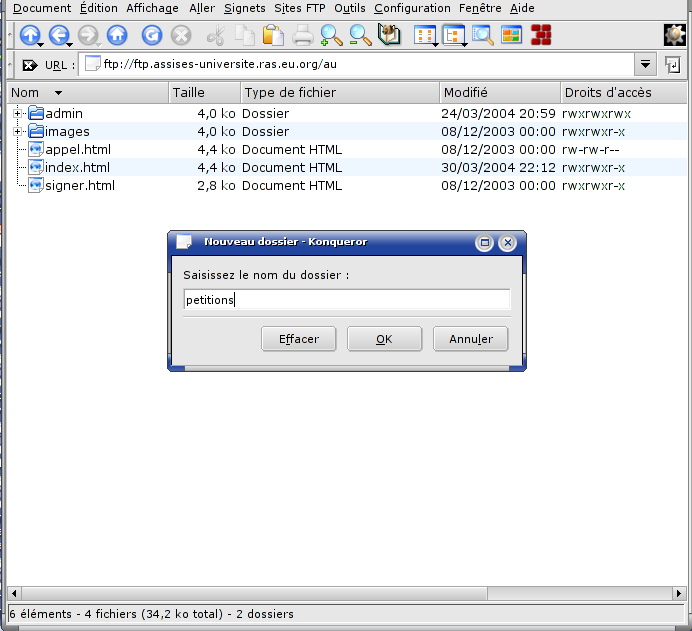 Document Édition Affichage Aller Signets Sites FTP Outils Configuration Fenêtre Aide
URL : ftp://ftp.assises-universite.ras.eu.org/au
Nom Taille Type de fichier Modifié Droits d'accès
admin 4,0 ko Dossier 24/03/2004 20:59 rwxrwxrwx
images 4,0 ko Dossier 08/12/2003 00:00 rwxrwxr-x
appel.html 4,4 ko Document HTML 08/12/2003 00:00 rw-rw-r--
index.html 4,4 ko Document HTML 30/03/2004 22:12 rwxrwxr-x
signer.html 2,8 ko Document HTML 08/12/2003 00:00 rwxrwxr-x
Nouveau dossier - Konqueror
Saisissez le nom du dossier :
petitions
Effacer OK Annuler
6 éléments - 4 fichiers (34,2 ko total) - 2 dossiers